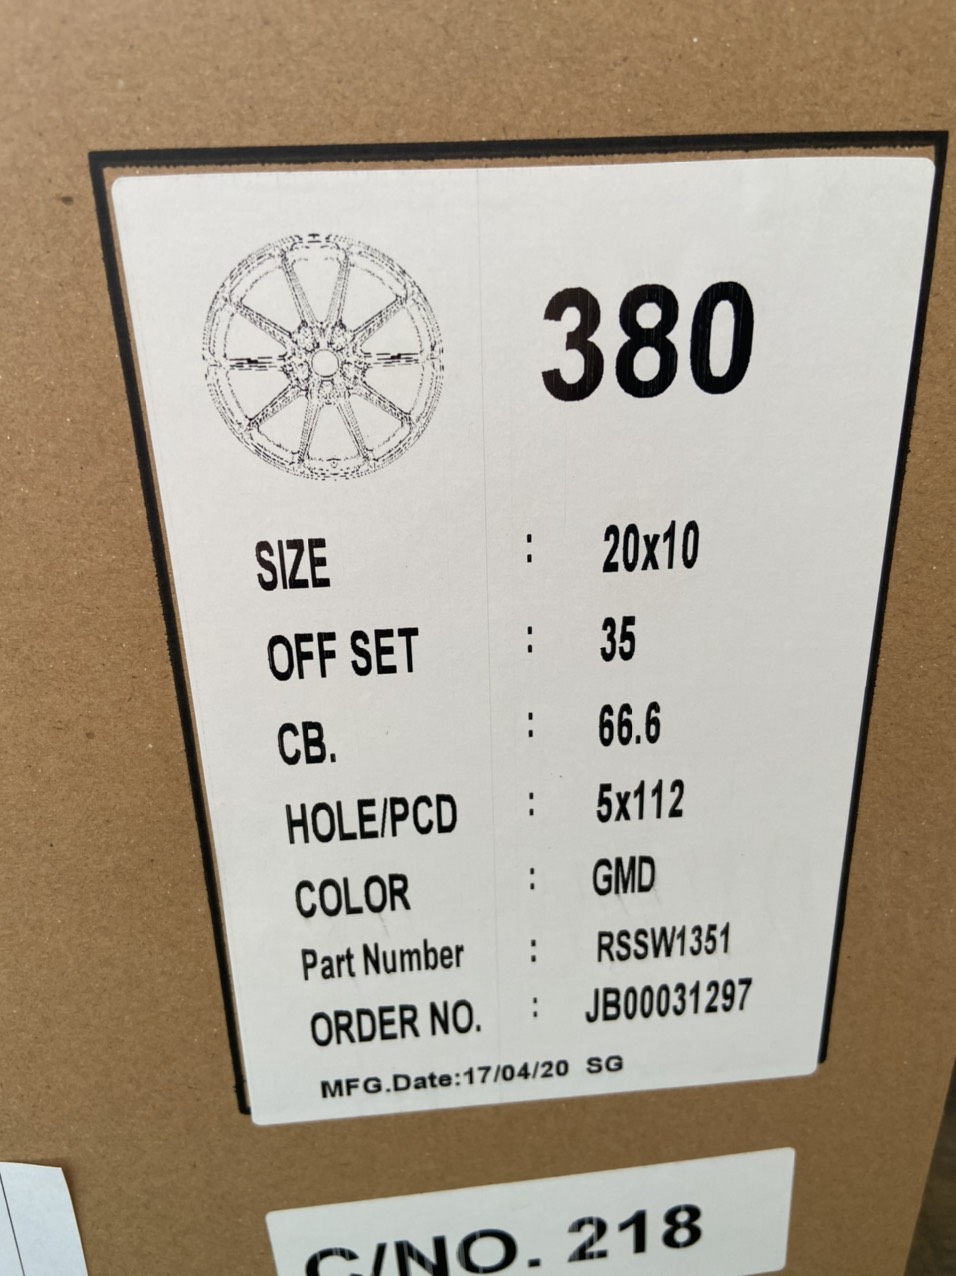 380
SIZE : 20x10
OFF SET : 35
CB. : 66.6
HOLE/PCD : 5x112
COLOR : GMD
Part Number : RSSW1351
ORDER NO. : JB00031297
MFG.Date:17/04/20 SG
C/NO. 218